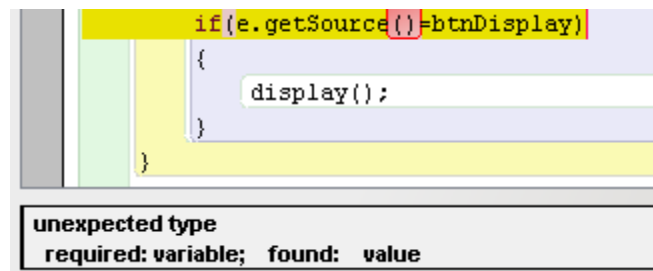 if(e.getSource()=btnDisplay)
{
display();
}
}
unexpected type
required: variable; found: value